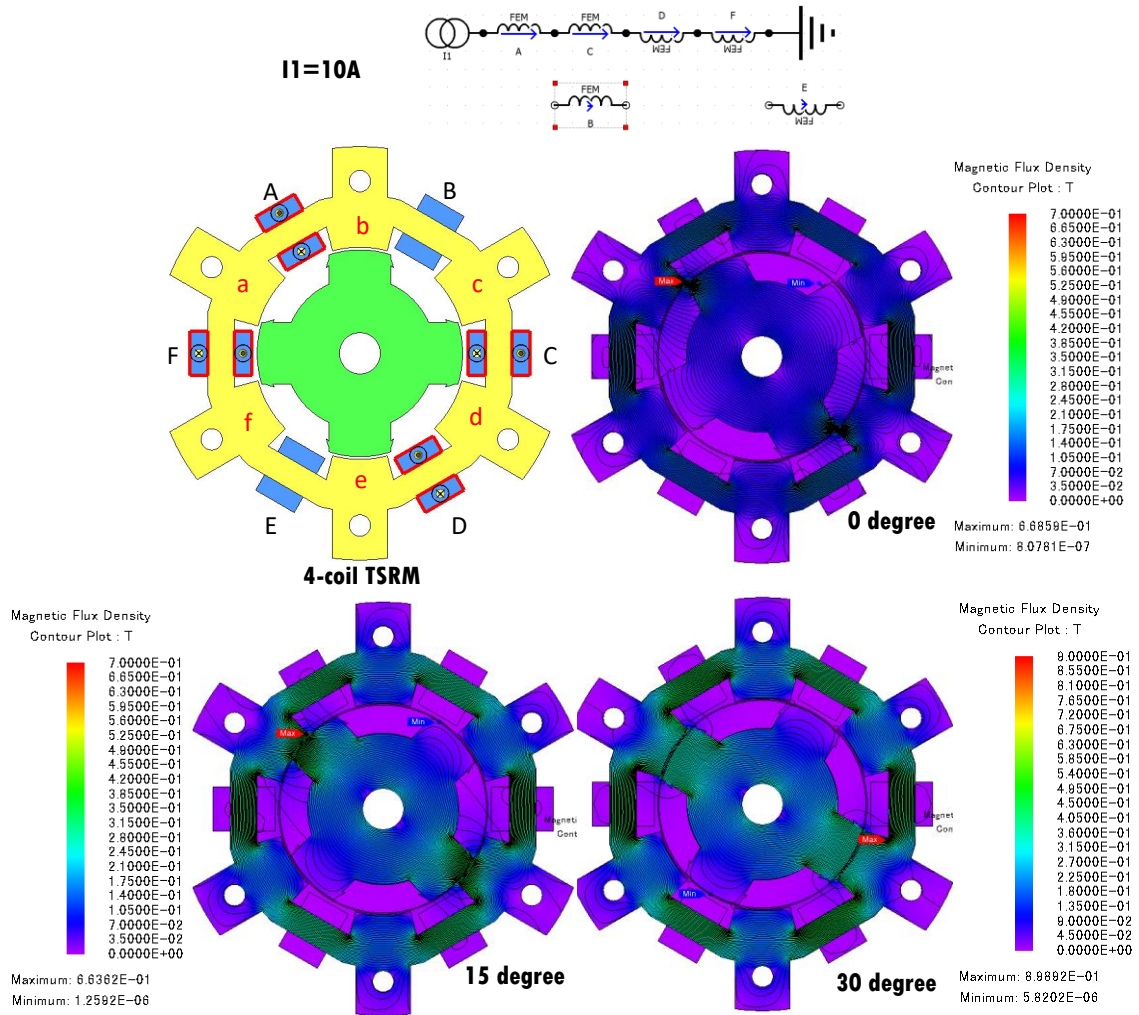 FEM FEM D F
I1 A C FEM FEM
I1=10A
FEM
B
E
FEM
A B
b
a c
F C
f d
e
E D
4-coil TSRM
Magnetic Flux Density
Contour Plot : T
7.0000E-01
6.6500E-01
6.3000E-01
5.9500E-01
5.6000E-01
5.2500E-01
4.9000E-01
4.5500E-01
4.2000E-01
3.8500E-01
3.5000E-01
3.1500E-01
2.8000E-01
2.4500E-01
2.1000E-01
1.7500E-01
1.4000E-01
1.0500E-01
7.0000E-02
3.5000E-02
0.0000E+00
Maximum: 6.6859E-01
Minimum: 8.0781E-07
Max
Min
Magnet
Con
0 degree
Magnetic Flux Density
Contour Plot : T
7.0000E-01
6.6500E-01
6.3000E-01
5.9500E-01
5.6000E-01
5.2500E-01
4.9000E-01
4.5500E-01
4.2000E-01
3.8500E-01
3.5000E-01
3.1500E-01
2.8000E-01
2.4500E-01
2.1000E-01
1.7500E-01
1.4000E-01
1.0500E-01
7.0000E-02
3.5000E-02
0.0000E+00
Maximum: 6.6362E-01
Minimum: 1.2592E-06
Max
Min
Magneti
Cont
15 degree
Magnetic Flux Density
Contour Plot : T
9.0000E-01
8.5500E-01
8.1000E-01
7.6500E-01
7.2000E-01
6.7500E-01
6.3000E-01
5.8500E-01
5.4000E-01
4.9500E-01
4.5000E-01
4.0500E-01
3.6000E-01
3.1500E-01
2.7000E-01
2.2500E-01
1.8000E-01
1.3500E-01
9.0000E-02
4.5000E-02
0.0000E+00
Maximum: 8.9892E-01
Minimum: 5.8202E-06
Max
Min
Magneti
Cont
30 degree